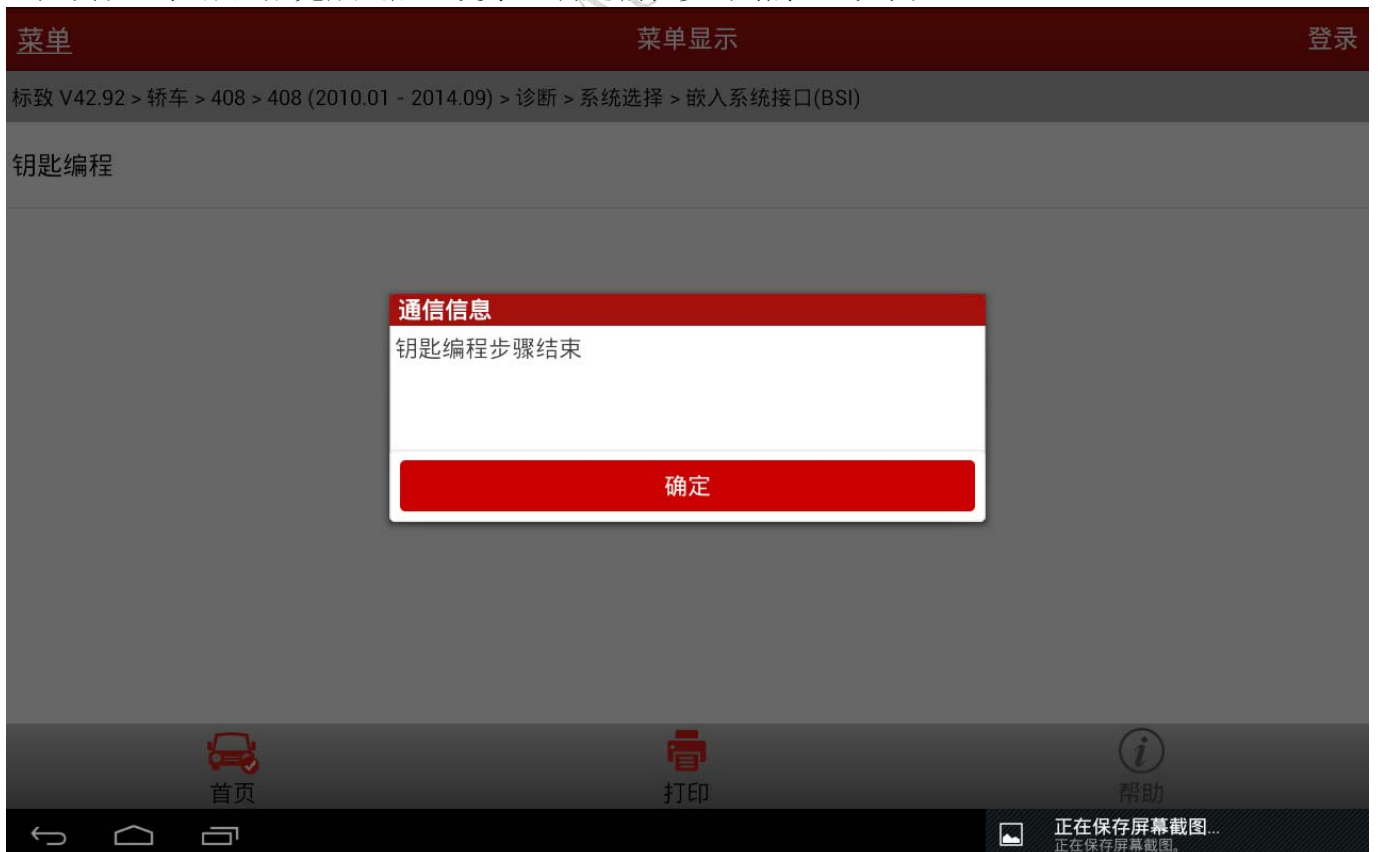 菜单
菜单显示
登录
标致 V42.92 > 轿车 > 408 > 408 (2010.01 - 2014.09) > 诊断 > 系统选择 > 嵌入系统接口(BSI)
钥匙编程
通信信息
钥匙编程步骤结束
确定
首页
打印
帮助
正在保存屏幕截图...
正在保存屏幕截图。